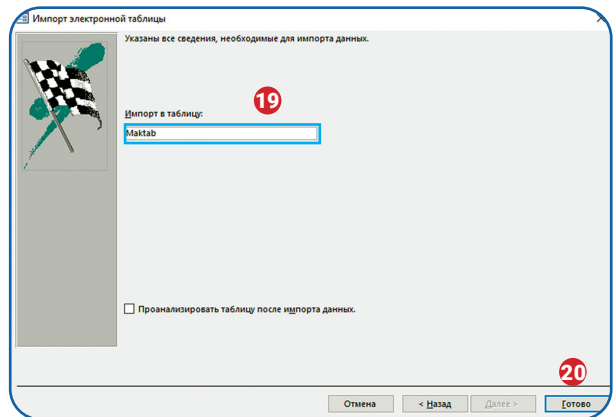 Импорт электронной таблицы
Указаны все сведения, необходимые для импорта данных.
19
Импорт в таблицу:
Maktab
Проанализировать таблицу после импорта данных.
20
Отмена
< Назад
Далее >
Готово